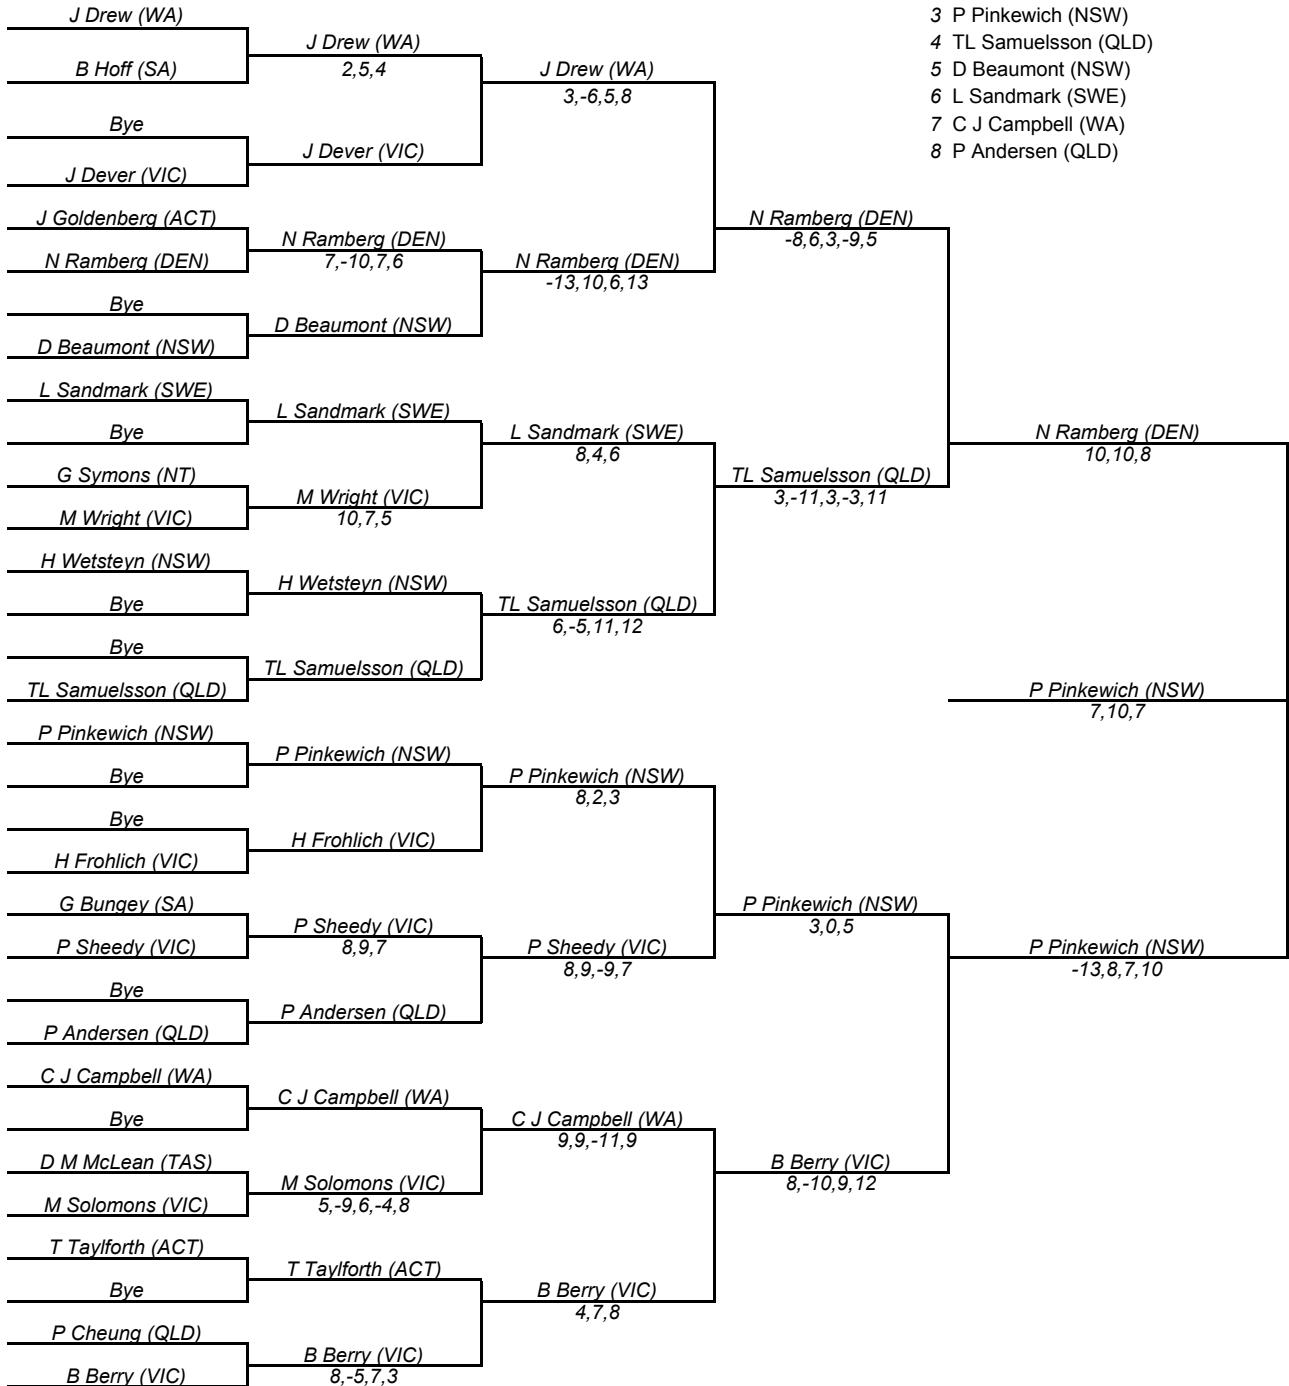 J Drew (WA)
B Hoff (SA)
Bye
J Dever (VIC)
J Goldenberg (ACT)
N Ramberg (DEN)
Bye
D Beaumont (NSW)
L Sandmark (SWE)
Bye
G Symons (NT)
M Wright (VIC)
H Wetsteyn (NSW)
Bye
Bye
TL Samuelsson (QLD)
P Pinkewich (NSW)
Bye
Bye
H Frohlich (VIC)
G Bungey (SA)
P Sheedy (VIC)
Bye
P Andersen (QLD)
C J Campbell (WA)
Bye
D M McLean (TAS)
M Solomons (VIC)
T Taylforth (ACT)
Bye
P Cheung (QLD)
B Berry (VIC)
J Drew (WA)
2,5,4
J Dever (VIC)
N Ramberg (DEN)
7,-10,7,6
D Beaumont (NSW)
L Sandmark (SWE)
M Wright (VIC)
10,7,5
H Wetsteyn (NSW)
TL Samuelsson (QLD)
P Pinkewich (NSW)
H Frohlich (VIC)
P Sheedy (VIC)
8,9,7
P Andersen (QLD)
C J Campbell (WA)
M Solomons (VIC)
5,-9,6,-4,8
T Taylforth (ACT)
B Berry (VIC)
8,-5,7,3
J Drew (WA)
3,-6,5,8
N Ramberg (DEN)
-13,10,6,13
L Sandmark (SWE)
8,4,6
TL Samuelsson (QLD)
6,-5,11,12
P Pinkewich (NSW)
8,2,3
P Sheedy (VIC)
8,9,-9,7
C J Campbell (WA)
9,9,-11,9
B Berry (VIC)
4,7,8
N Ramberg (DEN)
-8,6,3,-9,5
TL Samuelsson (QLD)
3,-11,3,-3,11
P Pinkewich (NSW)
3,0,5
B Berry (VIC)
8,-10,9,12
3 P Pinkewich (NSW)
4 TL Samuelsson (QLD)
5 D Beaumont (NSW)
6 L Sandmark (SWE)
7 C J Campbell (WA)
8 P Andersen (QLD)
N Ramberg (DEN)
10,10,8
P Pinkewich (NSW)
7,10,7
P Pinkewich (NSW)
-13,8,7,10